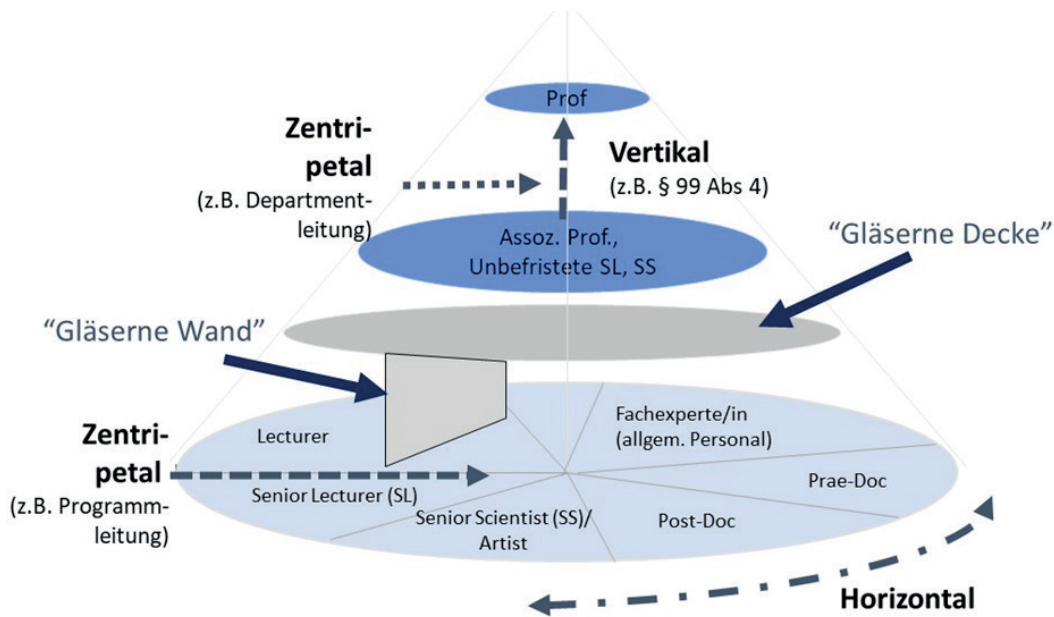 Prof
Zentri-
petal
(z.B. Department-
leitung)
Vertikal
(z.B. § 99 Abs 4)
Assoz. Prof.,
Unbefristete SL, SS
“Gläserne Decke”
“Gläserne Wand”
Lecturer
Fachexperte/in
(allgem. Personal)
Zentri-
petal
(z.B. Programm-
leitung)
Senior Lecturer (SL)
Prae-Doc
Senior Scientist (SS)/
Artist
Post-Doc
Horizontal